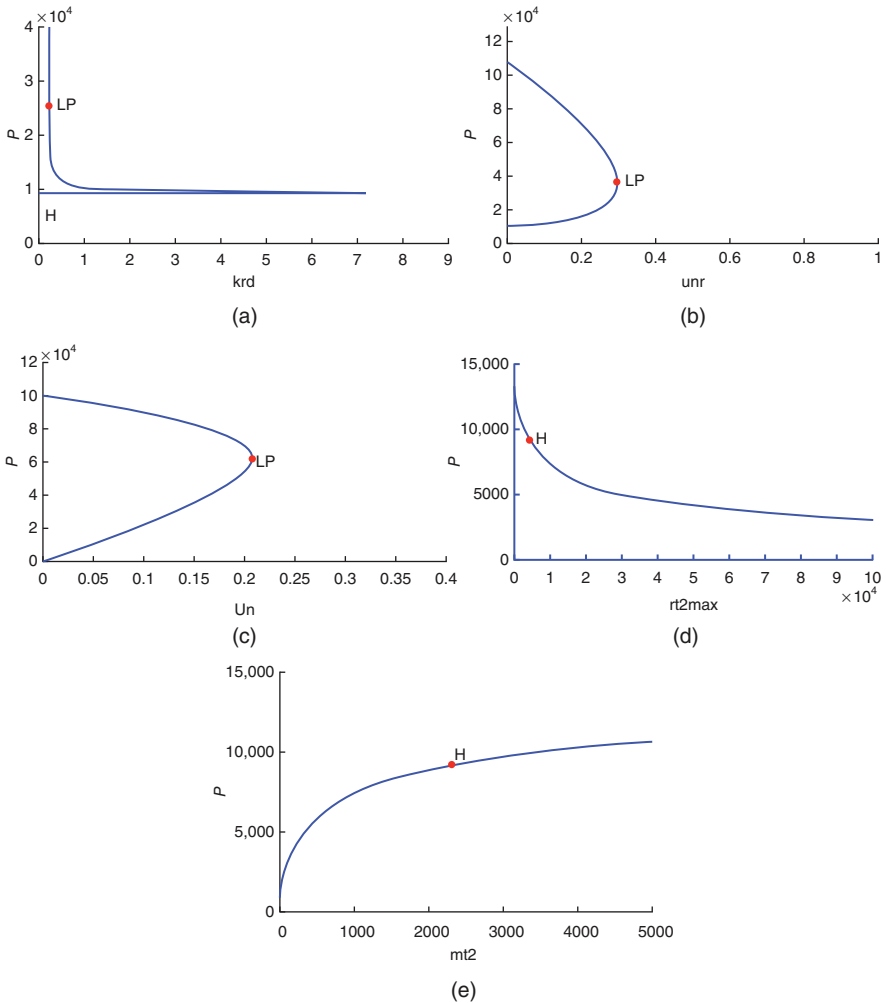 ×10⁴
4
3
2
1
0
P
LP
H
0 1 2 3 4 5 6 7 8 9
krd
(a)
×10⁴
12
10
8
6
4
2
0
P
LP
0 0.2 0.4 0.6 0.8 1
unr
(b)
×10⁴
12
10
8
6
4
2
0
P
LP
0 0.05 0.1 0.15 0.2 0.25 0.3 0.35 0.4
Un
(c)
15,000
10,000
5000
0
P
H
0 1 2 3 4 5 6 7 8 9 10
×10⁴
rt2max
(d)
15,000
10,000
5,000
0
P
H
0 1000 2000 3000 4000 5000
mt2
(e)